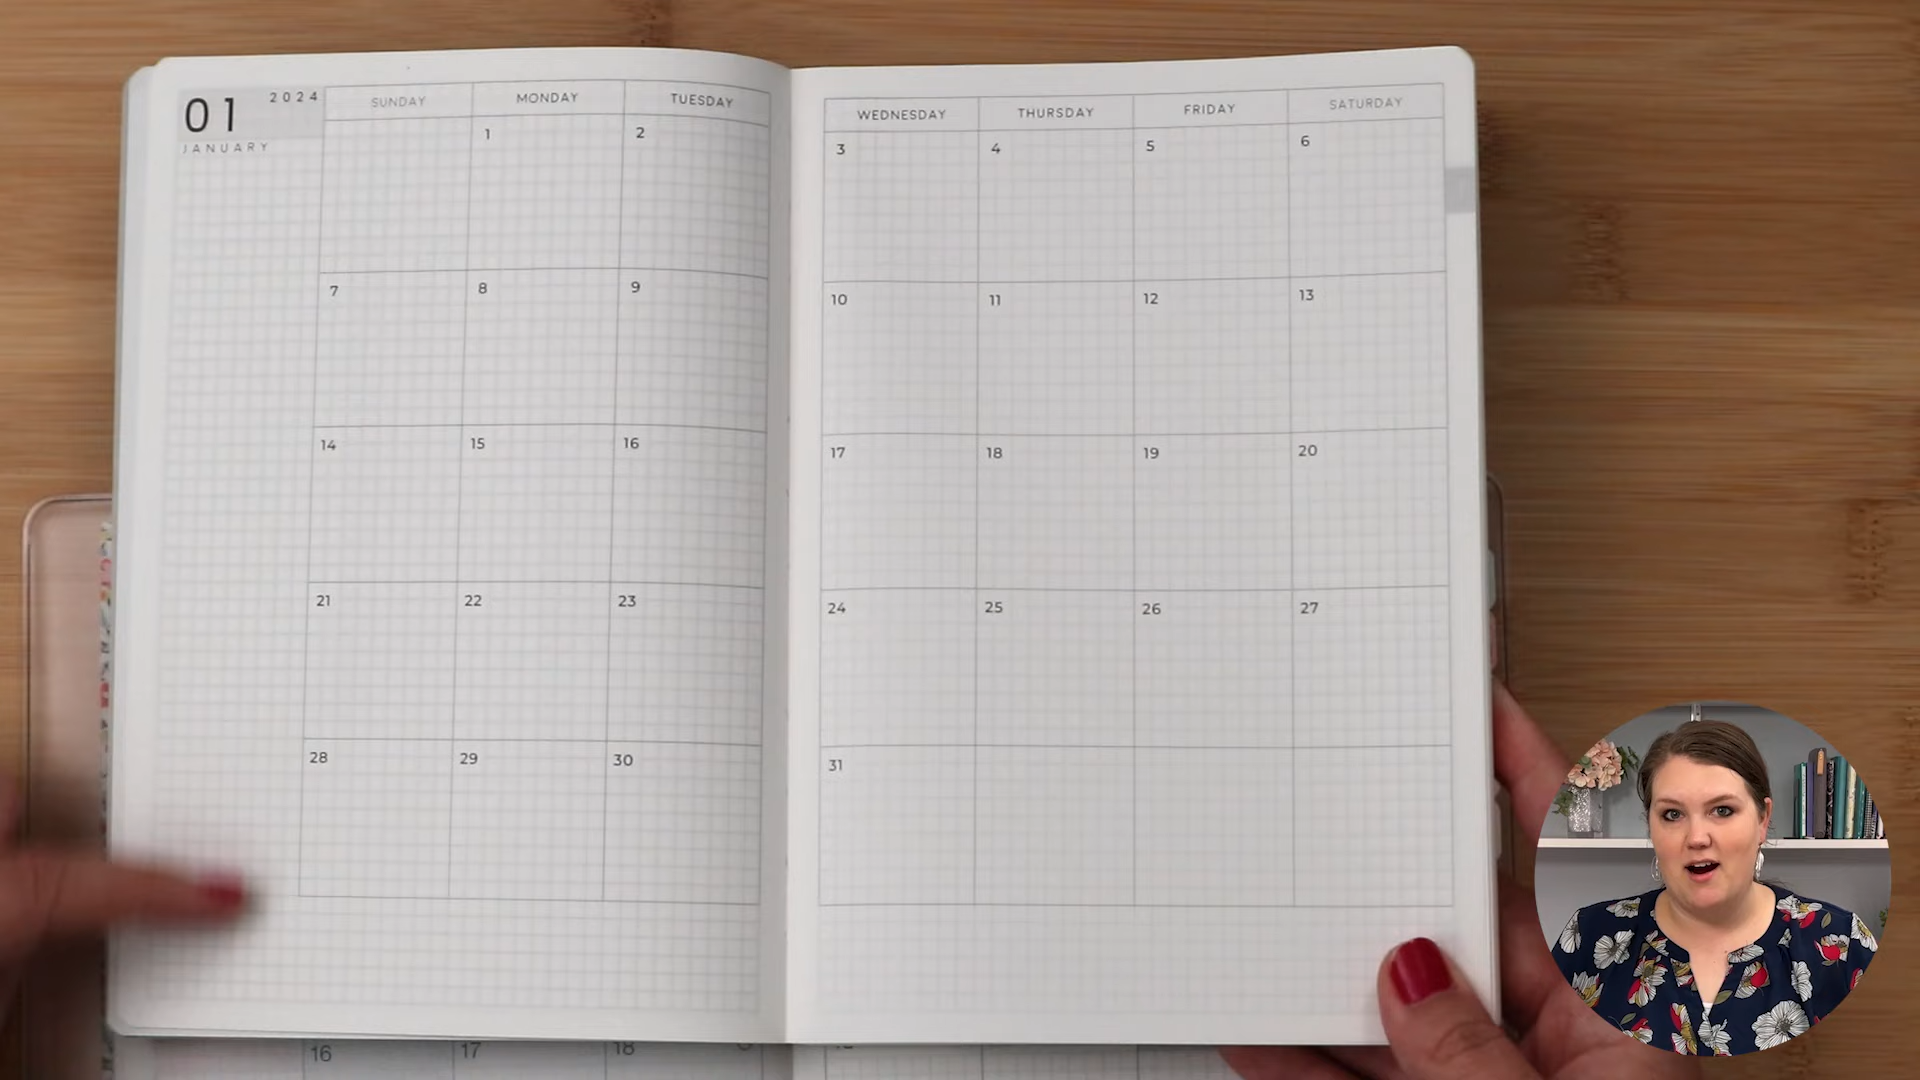 01 2024
JANUARY
SUNDAY MONDAY TUESDAY WEDNESDAY THURSDAY FRIDAY SATURDAY
1 2 3 4 5 6
7 8 9 10 11 12 13
14 15 16 17 18 19 20
21 22 23 24 25 26 27
28 29 30 31
16 17 18